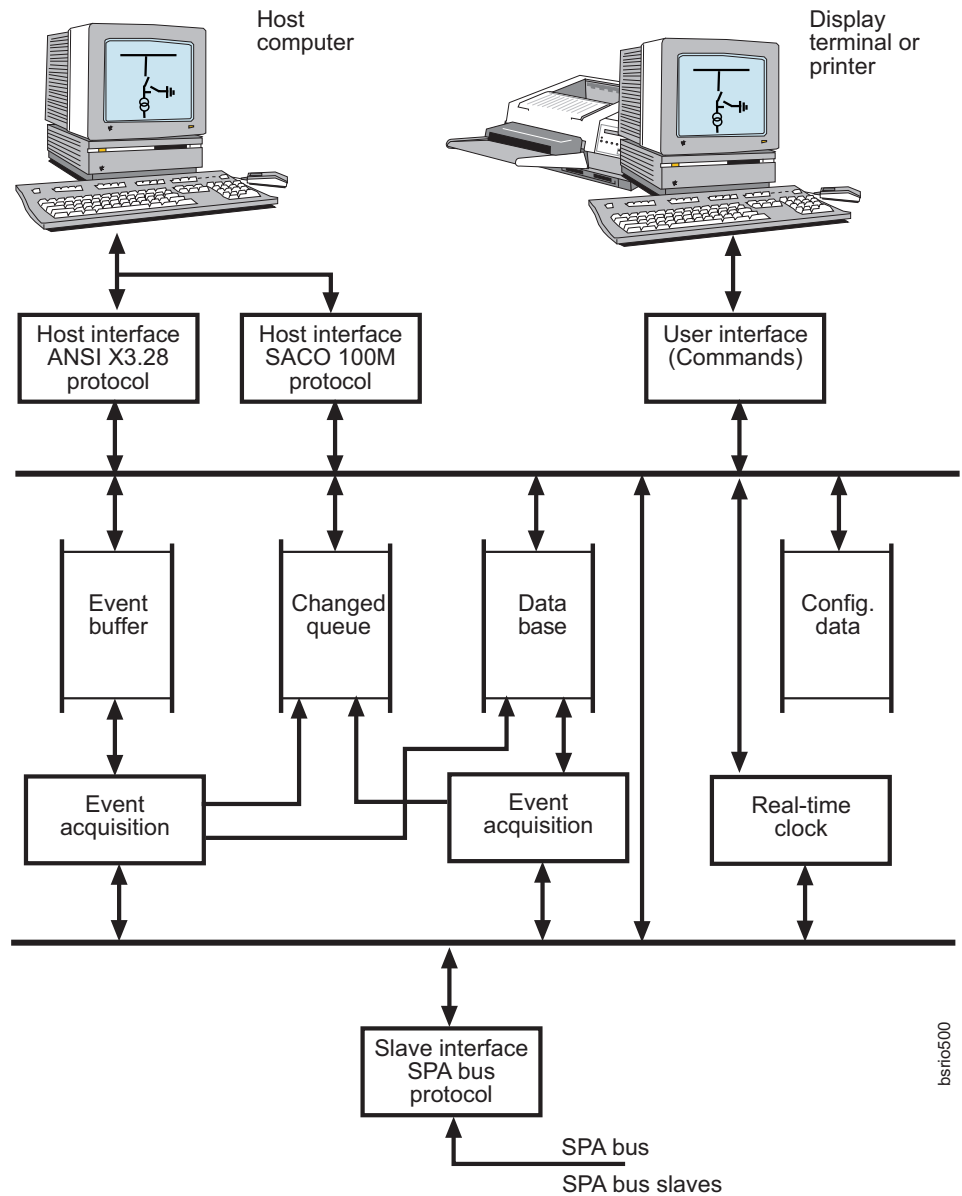 Host
computer
Display
terminal or
printer
Host interface
ANSI X3.28
protocol
Host interface
SACO 100M
protocol
User interface
(Commands)
Event
buffer
Changed
queue
Data
base
Config.
data
Event
acquisition
Event
acquisition
Real-time
clock
Slave interface
SPA bus
protocol
SPA bus
SPA bus slaves
bsrio500